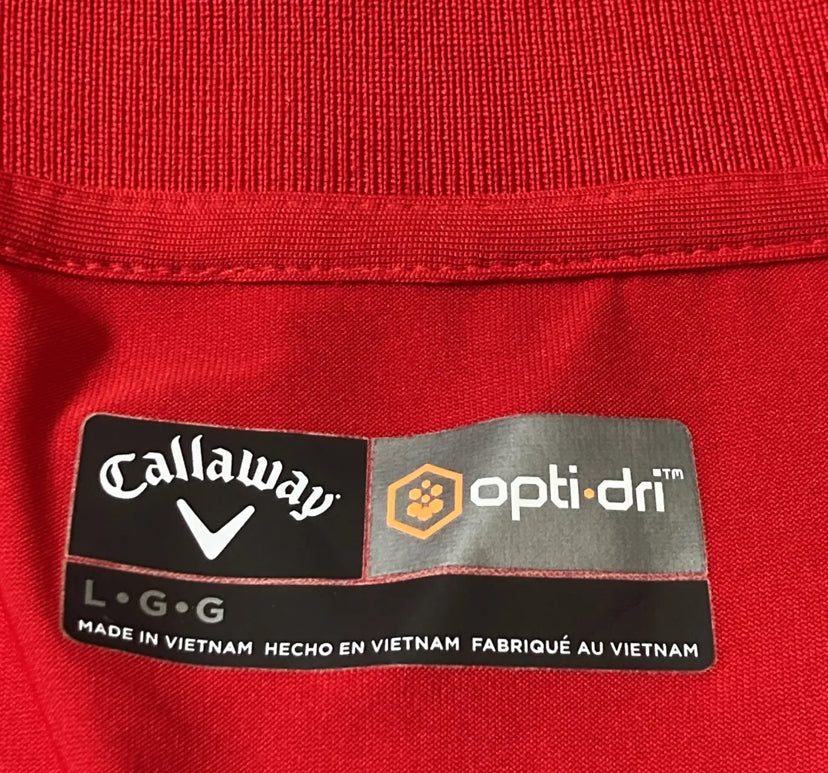 Callaway
opti•dri™
L•G•G
MADE IN VIETNAM HECHO EN VIETNAM FABRIQUÉ AU VIETNAM